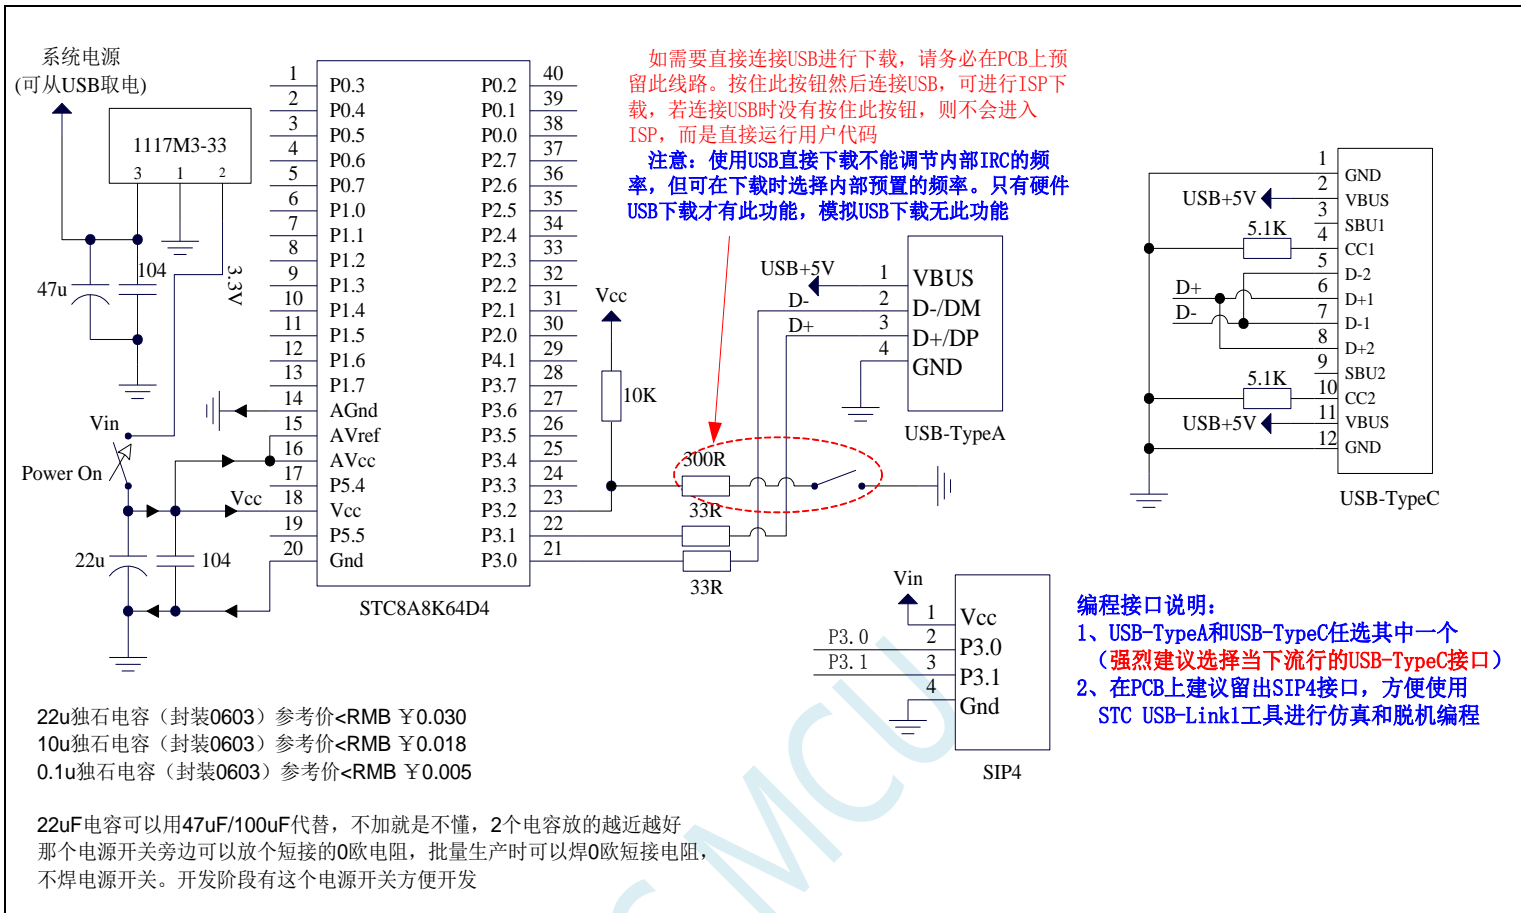 系统电源
(可从USB取电)
1117M3-33
3 1 2
47u
104
3.3V
Vin
Power On
Vcc
22u
104
1 P0.3
2 P0.4
3 P0.5
4 P0.6
5 P0.7
6 P1.0
7 P1.1
8 P1.2
9 P1.3
10 P1.4
11 P1.5
12 P1.6
13 P1.7
14 AGnd
15 AVref
16 AVcc
17 P5.4
18 Vcc
19 P5.5
20 Gnd
P0.2 40
P0.1 39
P0.0 38
P2.7 37
P2.6 36
P2.5 35
P2.4 34
P2.3 33
P2.2 32
P2.1 31
P2.0 30
P4.1 29
P3.7 28
P3.6 27
P3.5 26
P3.4 25
P3.3 24
P3.2 23
P3.1 22
P3.0 21
STC8A8K64D4
如需要直接连接USB进行下载，请务必在PCB上预
留此线路。按住此按钮然后连接USB，可进行ISP下
载，若连接USB时没有按住此按钮，则不会进入
ISP，而是直接运行用户代码
注意：使用USB直接下载不能调节内部IRC的频
率，但可在下载时选择内部预置的频率。只有硬件
USB下载才有此功能，模拟USB下载无此功能
Vcc
10K
300R
33R
33R
USB+5V
D-
D+
1 VBUS
2 D-/DM
3 D+/DP
4 GND
USB-TypeA
USB+5V
5.1K
D+
D-
5.1K
USB+5V
1 GND
2 VBUS
3 SBU1
4 CC1
5 D-2
6 D+1
7 D-1
8 D+2
9 SBU2
10 CC2
11 VBUS
12 GND
USB-TypeC
Vin
P3.0
P3.1
1 Vcc
2 P3.0
3 P3.1
4 Gnd
SIP4
编程接口说明：
1、USB-TypeA和USB-TypeC任选其中一个
（强烈建议选择当下流行的USB-TypeC接口）
2、在PCB上建议留出SIP4接口，方便使用
STC USB-Link1工具进行仿真和脱机编程
22u独石电容（封装0603）参考价<RMB ￥0.030
10u独石电容（封装0603）参考价<RMB ￥0.018
0.1u独石电容（封装0603）参考价<RMB ￥0.005
22uF电容可以用47uF/100uF代替，不加就是不懂，2个电容放的越近越好
那个电源开关旁边可以放个短接的0欧电阻，批量生产时可以焊0欧短接电阻，
不焊电源开关。开发阶段有这个电源开关方便开发
MCU